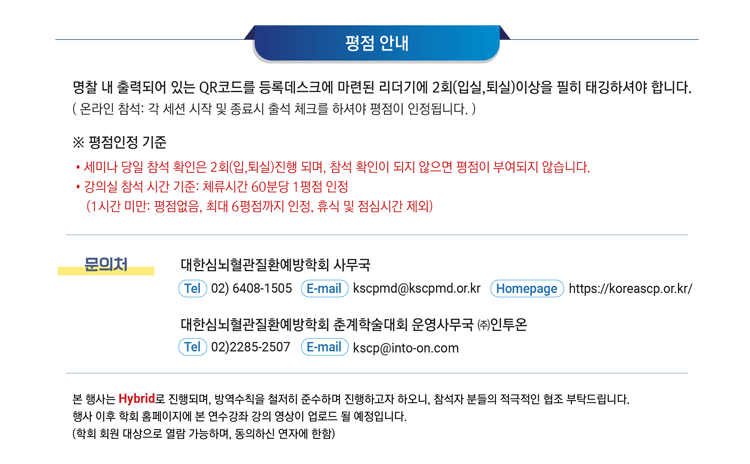 평점 안내
명찰 내 출력되어 있는 QR코드를 등록데스크에 마련된 리더기에 2회(입실,퇴실)이상을 필히 태깅하셔야 합니다.
( 온라인 참석: 각 세션 시작 및 종료시 출석 체크를 하셔야 평점이 인정됩니다. )
※ 평점인정 기준
• 세미나 당일 참석 확인은 2회(입,퇴실)진행 되며, 참석 확인이 되지 않으면 평점이 부여되지 않습니다.
• 강의실 참석 시간 기준: 체류시간 60분당 1평점 인정
(1시간 미만: 평점없음, 최대 6평점까지 인정, 휴식 및 점심시간 제외)
문의처
대한심뇌혈관질환예방학회 사무국
Tel 02) 6408-1505 E-mail kscpmd@kscpmd.or.kr Homepage https://koreascp.or.kr/
대한심뇌혈관질환예방학회 춘계학술대회 운영사무국 ㈜인투온
Tel 02)2285-2507 E-mail kscp@into-on.com
본 행사는 Hybrid로 진행되며, 방역수칙을 철저히 준수하며 진행하고자 하오니, 참석자 분들의 적극적인 협조 부탁드립니다.
행사 이후 학회 홈페이지에 본 연수강좌 강의 영상이 업로드 될 예정입니다.
(학회 회원 대상으로 열람 가능하며, 동의하신 연자에 한함)